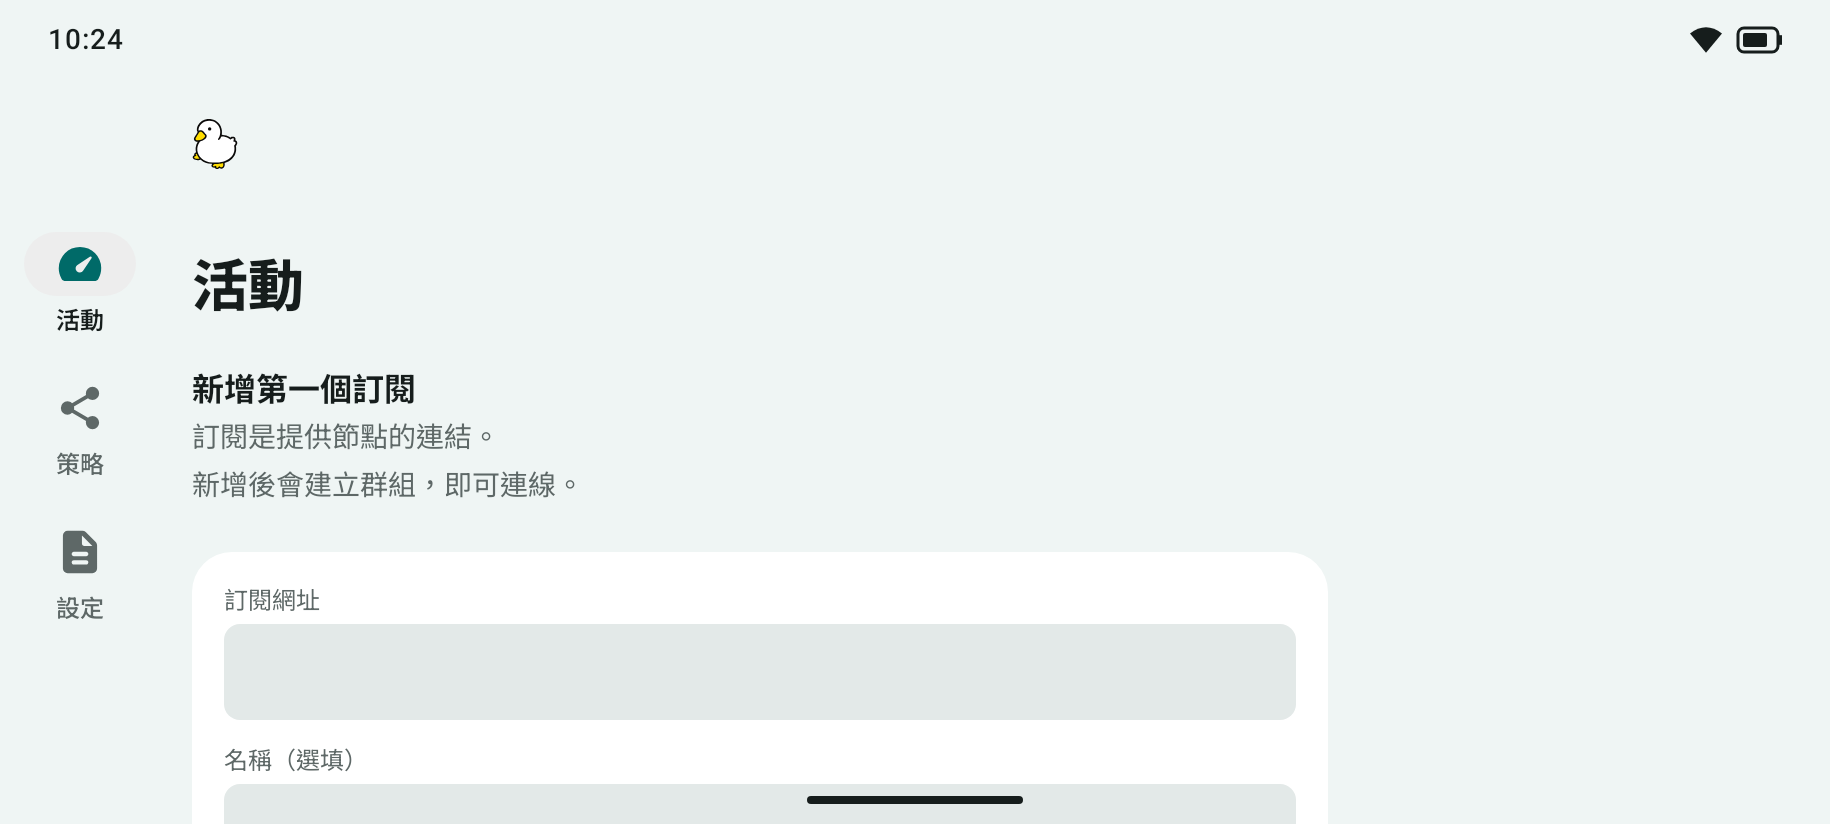 10:24
活動
新增第一個訂閱
訂閱是提供節點的連結。
新增後會建立群組，即可連線。
訂閱網址
名稱（選填）
活動
策略
設定